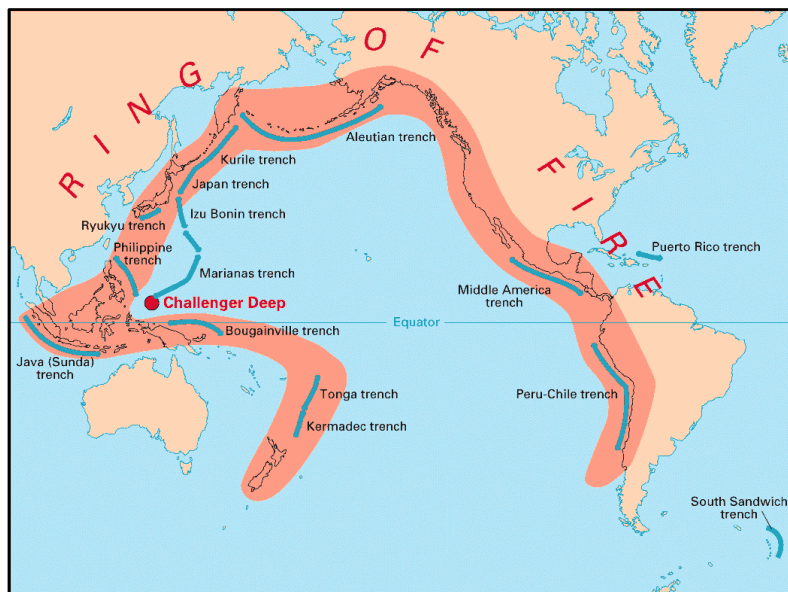 RING OF FIRE
Aleutian trench
Kurile trench
Japan trench
Izu Bonin trench
Ryukyu trench
Philippine
trench
Marianas trench
Challenger Deep
Bougainville trench
Equator
Java (Sunda)
trench
Tonga trench
Kermadec trench
Middle America
trench
Puerto Rico trench
Peru-Chile trench
South Sandwich
trench